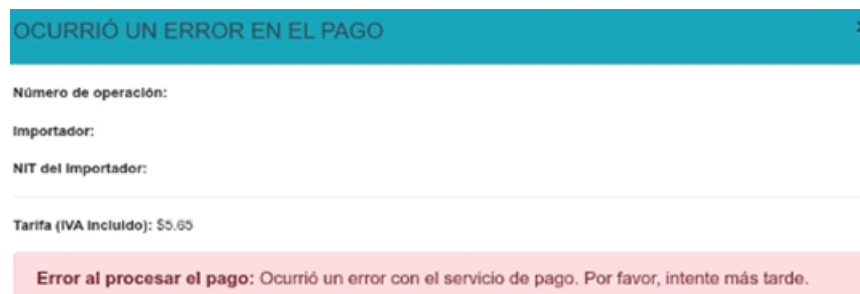 OCURRIÓ UN ERROR EN EL PAGO
Número de operación:
Importador:
NIT del Importador:
Tarifa (IVA Incluido): $5.65
Error al procesar el pago: Ocurrió un error con el servicio de pago. Por favor, intente más tarde.